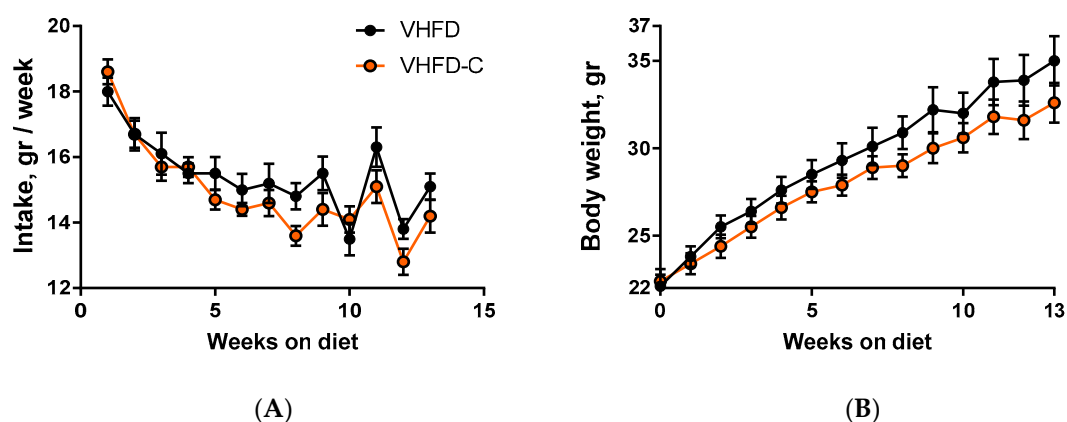 20
18
16
14
12
Intake, gr / week
VHFD
VHFD-C
0 5 10 15
Weeks on diet
(A)
37
35
30
25
22
Body weight, gr
0 5 10 13
Weeks on diet
(B)